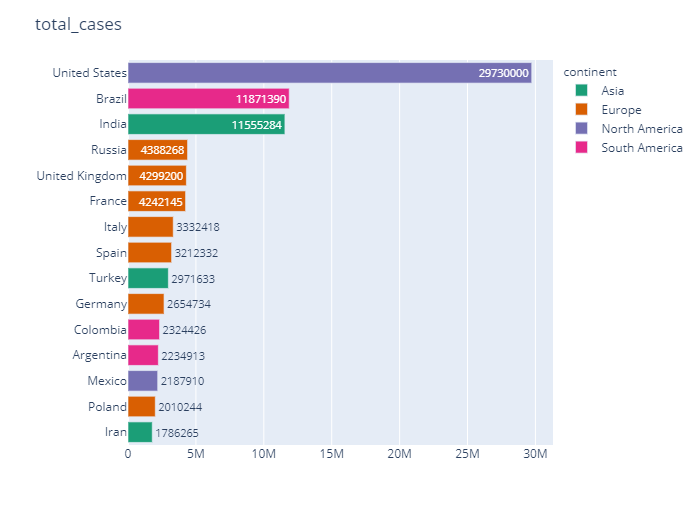 total_cases
continent
Asia
Europe
North America
South America
United States 29730000
Brazil 11871390
India 11555284
Russia 4388268
United Kingdom 4299200
France 4242145
Italy 3332418
Spain 3212332
Turkey 2971633
Germany 2654734
Colombia 2324426
Argentina 2234913
Mexico 2187910
Poland 2010244
Iran 1786265
0 5M 10M 15M 20M 25M 30M